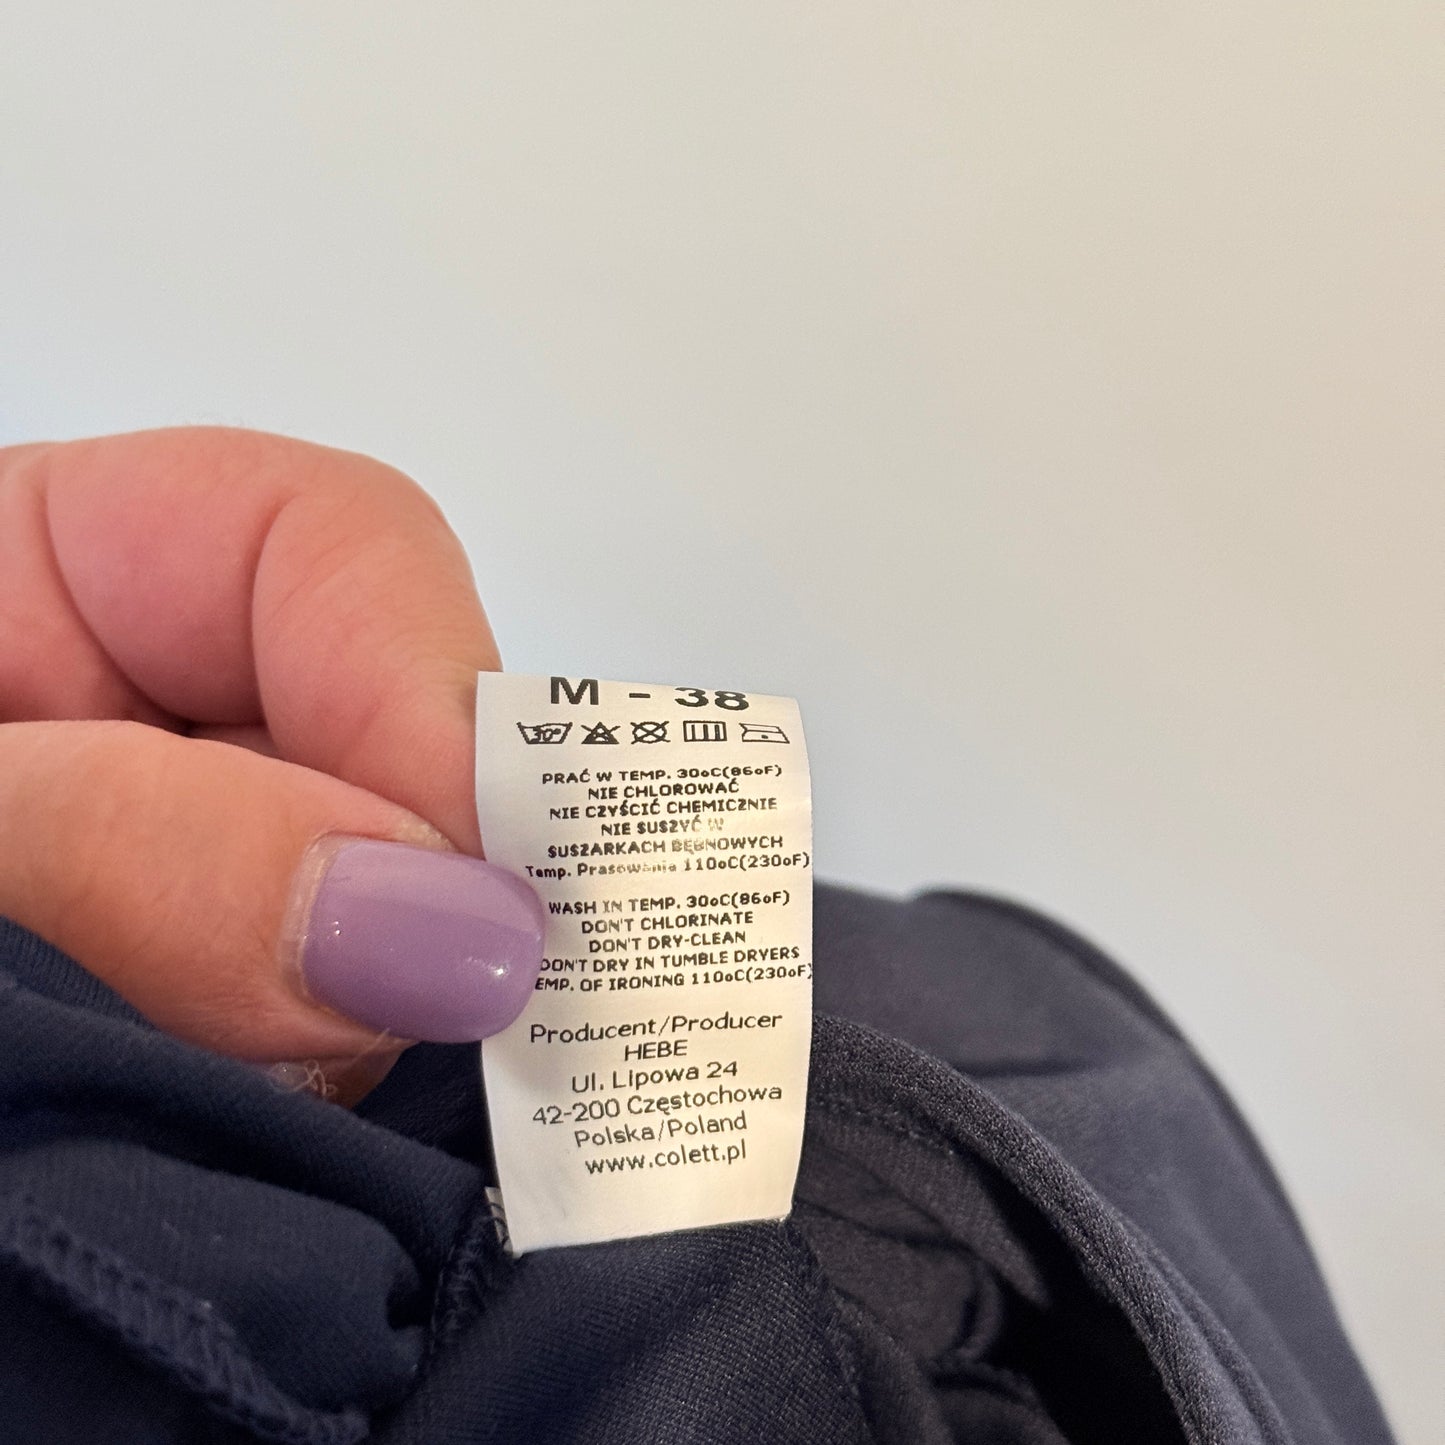 M - 38
30°
PRAĆ W TEMP. 30oC(86oF)
NIE CHLOROWAĆ
NIE CZYŚCIĆ CHEMICZNIE
NIE SUSZYĆ W
SUSZARKACH BĘBNOWYCH
Temp. Prasowania 110oC(230oF)
WASH IN TEMP. 30oC(86oF)
DON'T CHLORINATE
DON'T DRY-CLEAN
DON'T DRY IN TUMBLE DRYERS
EMP. OF IRONING 110oC(230oF)
Producent/Producer
HEBE
Ul. Lipowa 24
42-200 Częstochowa
Polska/Poland
www.colett.pl